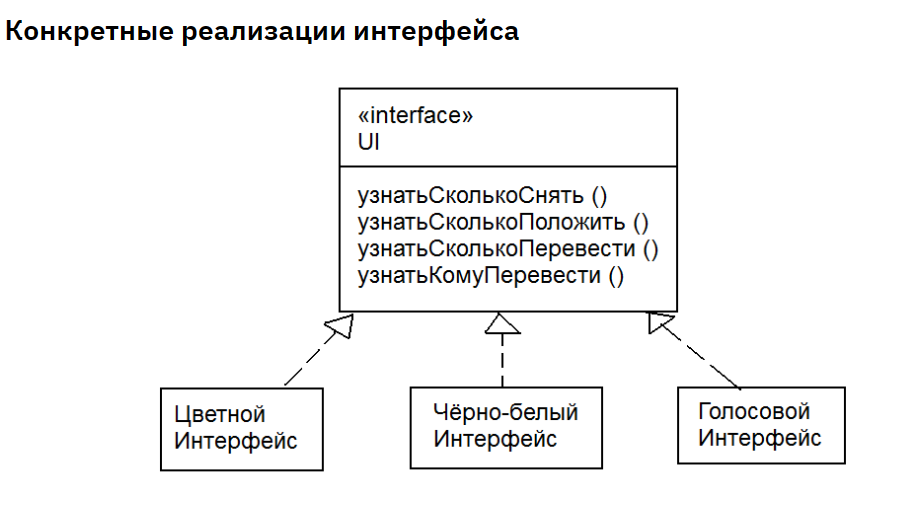 Конкретные реализации интерфейса
«interface»
UI
узнатьСколькоСнять ()
узнатьСколькоПоложить ()
узнатьСколькоПеревести ()
узнатьКомуПеревести ()
Цветной
Интерфейс
Чёрно-белый
Интерфейс
Голосовой
Интерфейс